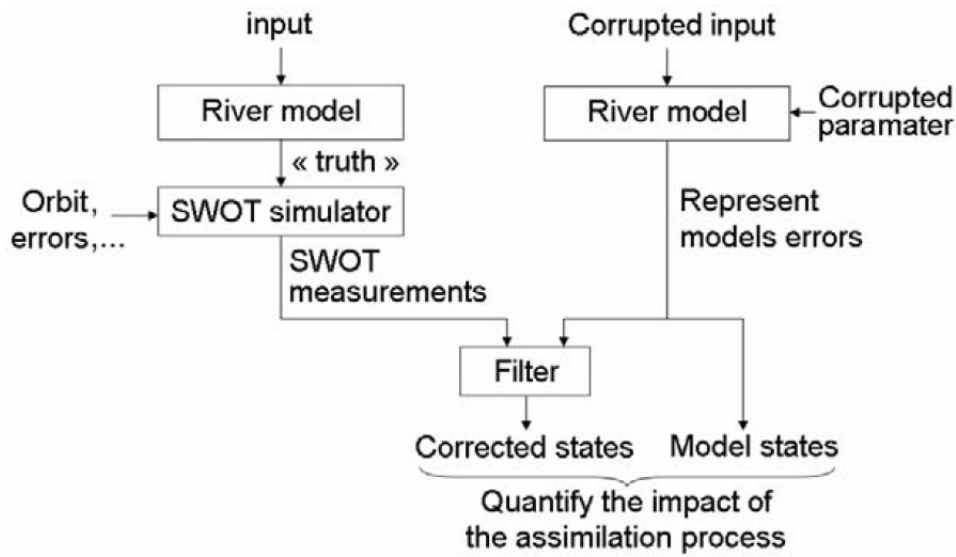 input
Corrupted input
River model
River model
Corrupted
paramater
« truth »
Orbit,
errors,...
SWOT simulator
Represent
models errors
SWOT
measurements
Filter
Corrected states
Model states
Quantify the impact of
the assimilation process